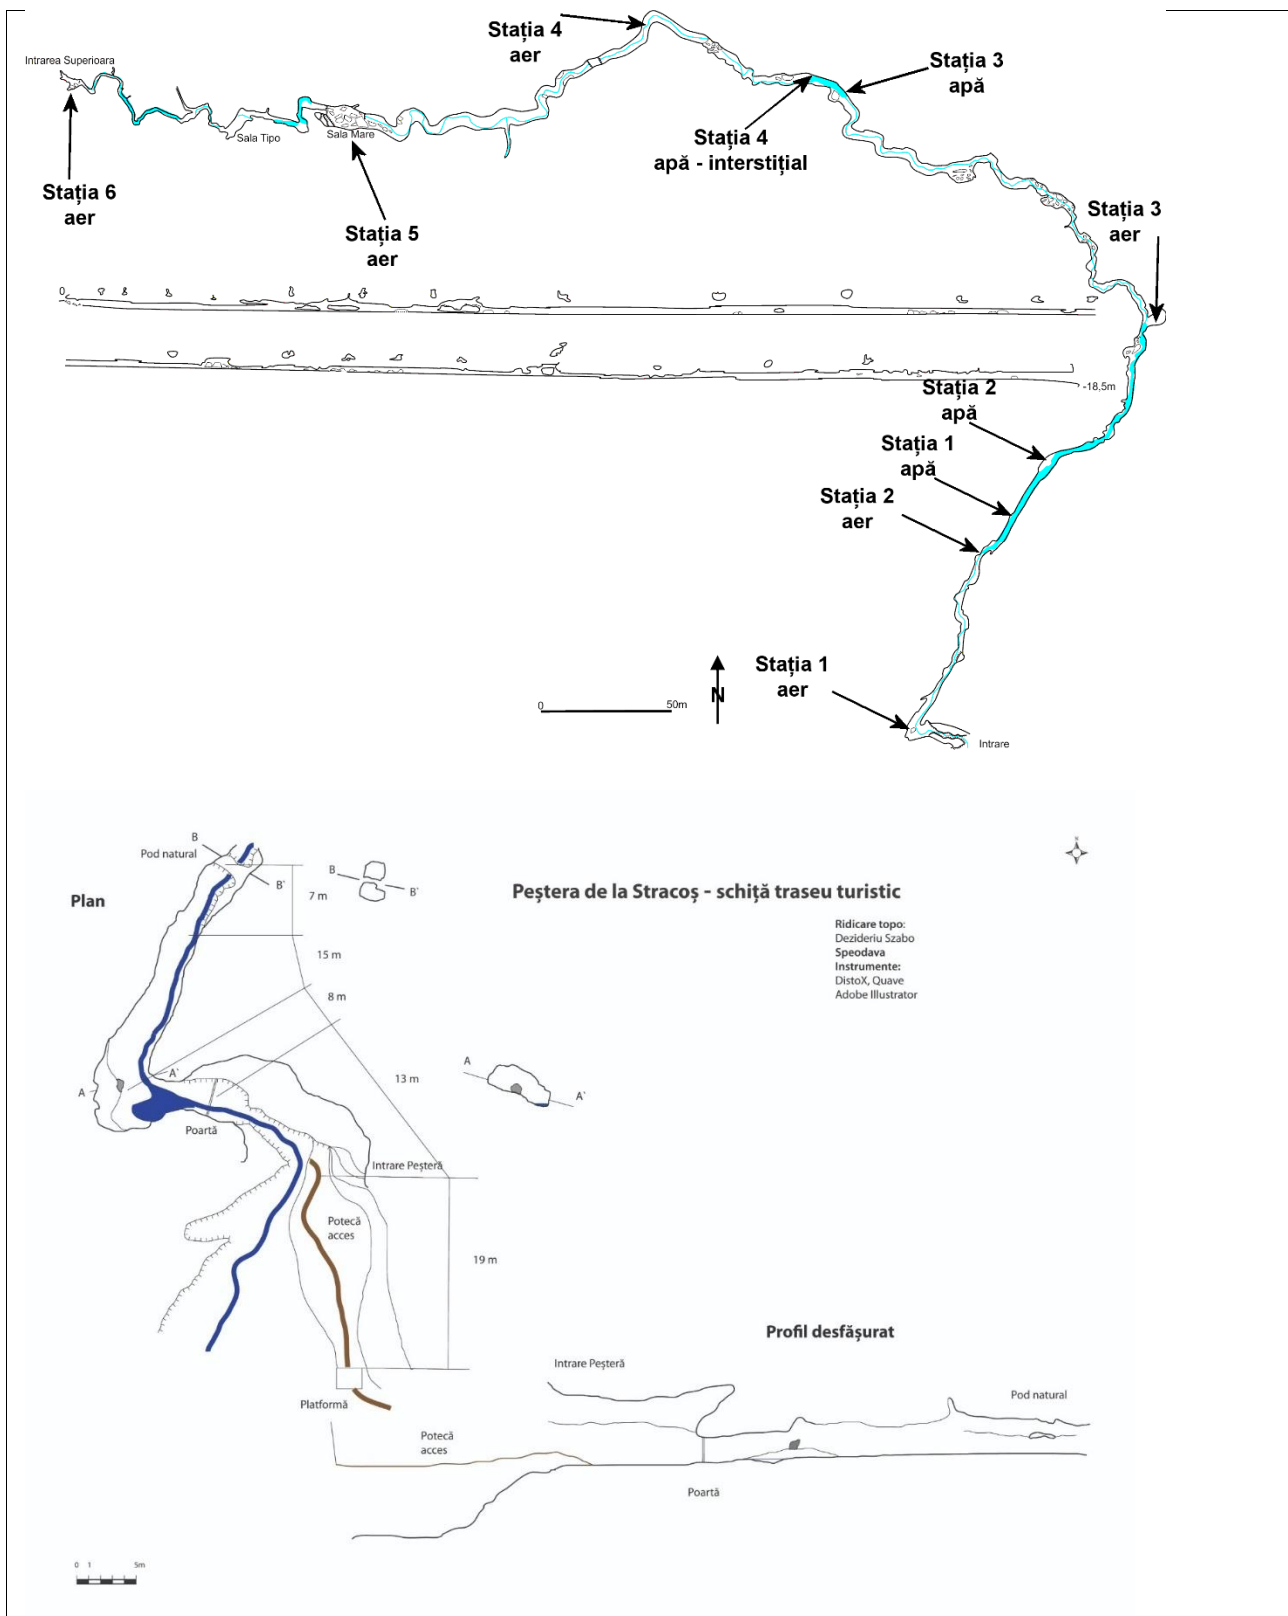 Stația 4
aer
Intrarea Superioara
Stația 3
apă
Stația 4
apă - interstițial
Sala Tipo
Sala Mare
Stația 6
aer
Stația 5
aer
Stația 3
aer
0
-18,5m
Stația 2
apă
Stația 1
apă
Stația 2
aer
Stația 1
aer
N
0
50m
Intrare
B
Pod natural
B
B`
B`
7 m
Plan
Peștera de la Stracoș - schiță traseu turistic
N
Ridicare topo:
Dezideriu Szabo
Speodava
Instrumente:
DistoX, Quave
Adobe Illustrator
15 m
8 m
A
A`
A
A`
13 m
Poartă
Intrare Peșteră
Potecă
acces
19 m
Platformă
Profil desfășurat
Intrare Peșteră
Pod natural
Potecă
acces
Poartă
0 1 5m